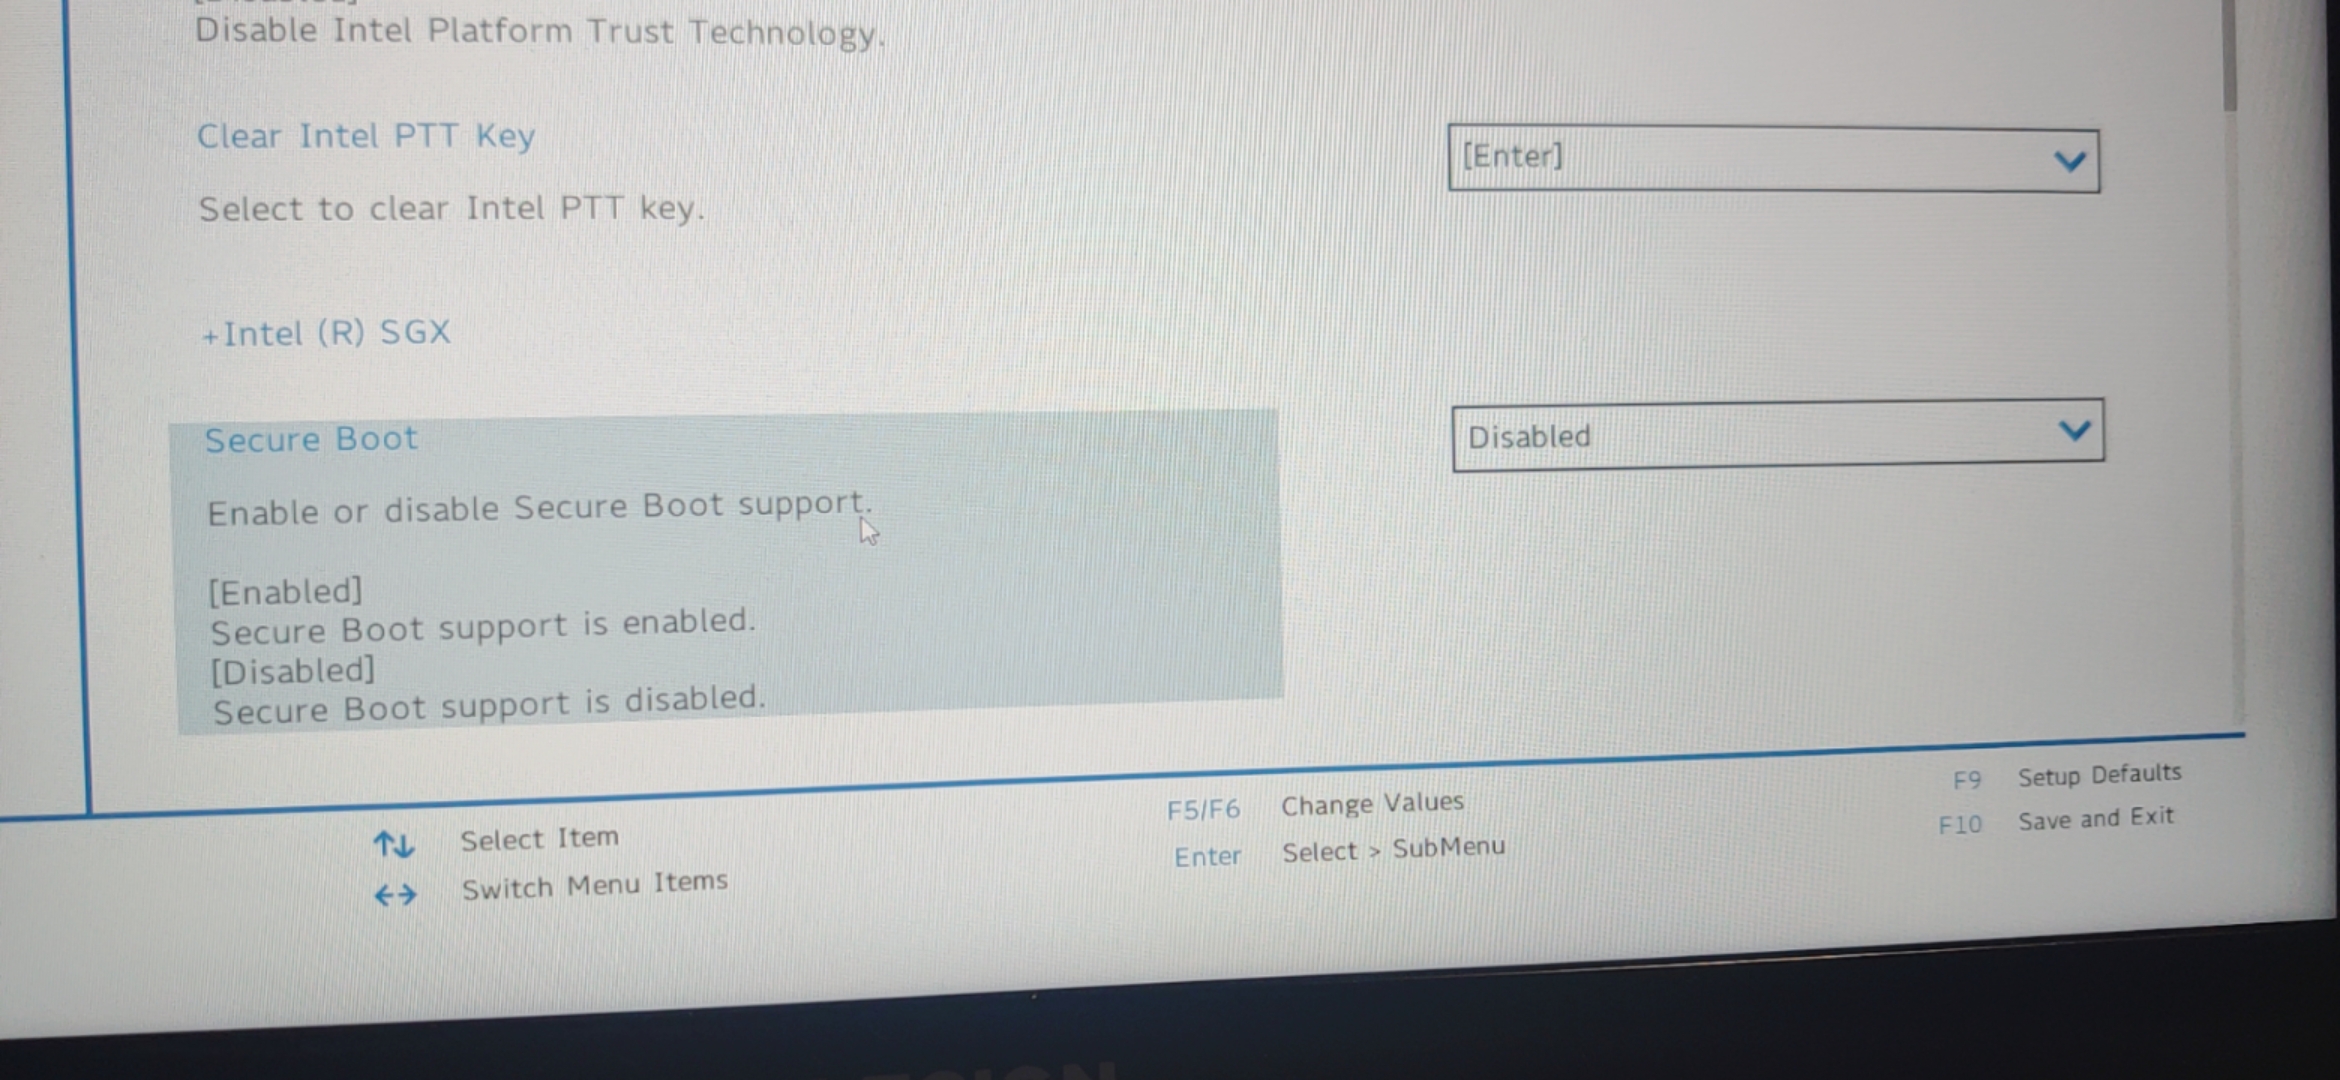 Disable Intel Platform Trust Technology.
Clear Intel PTT Key
[Enter]
Select to clear Intel PTT key.
+Intel (R) SGX
Secure Boot
Disabled
Enable or disable Secure Boot support.
[Enabled]
Secure Boot support is enabled.
[Disabled]
Secure Boot support is disabled.
↑↓ Select Item
←→ Switch Menu Items
F5/F6 Change Values
Enter Select > SubMenu
F9 Setup Defaults
F10 Save and Exit